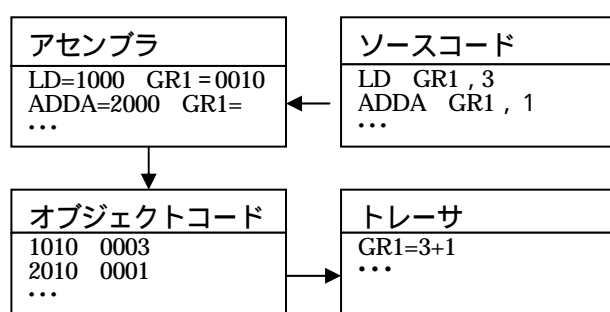 アセンブラ
LD=1000 GR1=0010
ADDA=2000 GR1=
・・・
ソースコード
LD GR1 , 3
ADDA GR1 , 1
・・・
オブジェクトコード
1010 0003
2010 0001
・・・
トレーサ
GR1=3+1
・・・